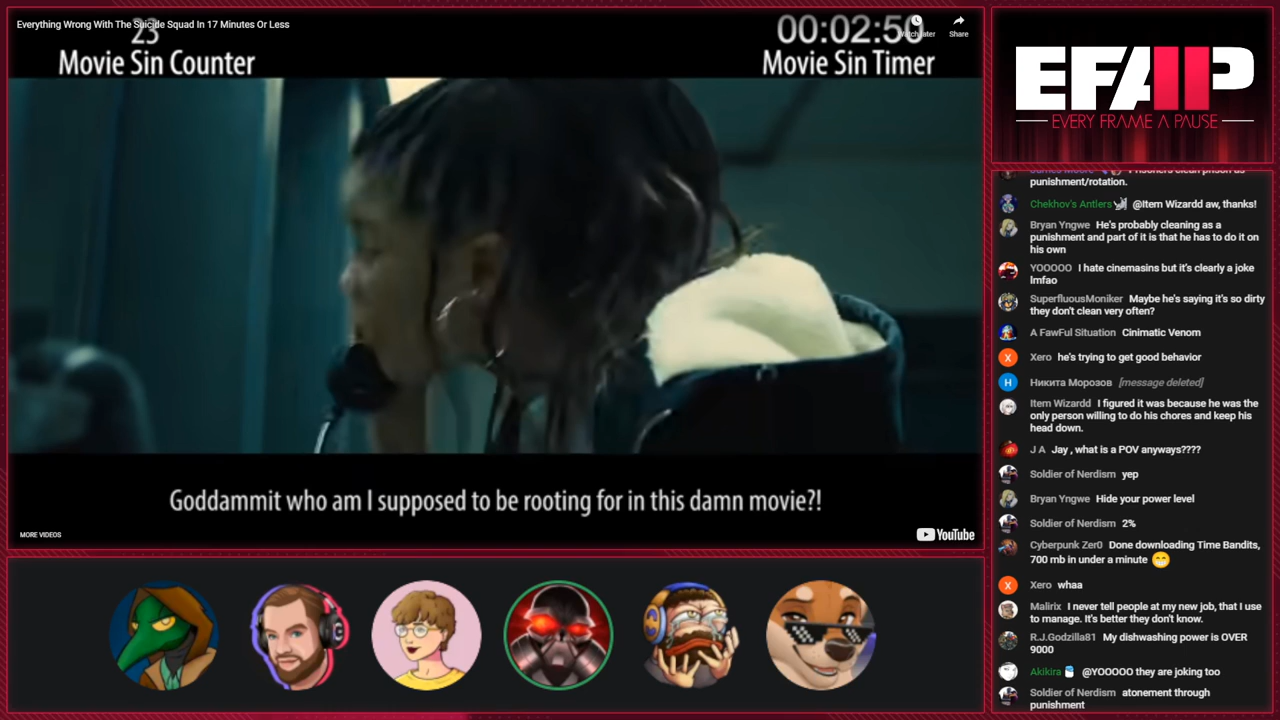 Everything Wrong With The Suicide Squad In 17 Minutes Or Less
23
Movie Sin Counter
00:02:50
Movie Sin Timer
Watch later
Share
Goddammit who am I supposed to be rooting for in this damn movie?!
MORE VIDEOS
YouTube
EFAP
EVERY FRAME A PAUSE
punishment/rotation.
Chekhov's Antlers @Item Wizardd aw, thanks!
Bryan Yngwe He's probably cleaning as a
punishment and part of it is that he has to do it on
his own
YOOOOO I hate cinemasins but it's clearly a joke
lmfao
SuperfluousMoniker Maybe he's saying it's so dirty
they don't clean very often?
A FawFul Situation Cinimatic Venom
X
Xero he's trying to get good behavior
Н
Никита Морозов [message deleted]
Item Wizardd I figured it was because he was the
only person willing to do his chores and keep his
head down.
J A Jay , what is a POV anyways????
Soldier of Nerdism yep
Bryan Yngwe Hide your power level
Soldier of Nerdism 2%
Cyberpunk Zer0 Done downloading Time Bandits,
700 mb in under a minute 😁
X
Xero whaa
Malirix I never tell people at my new job, that I use
to manage. It's better they don't know.
R.J.Godzilla81 My dishwashing power is OVER
9000
Akikira @YOOOOO they are joking too
Soldier of Nerdism atonement through
punishment